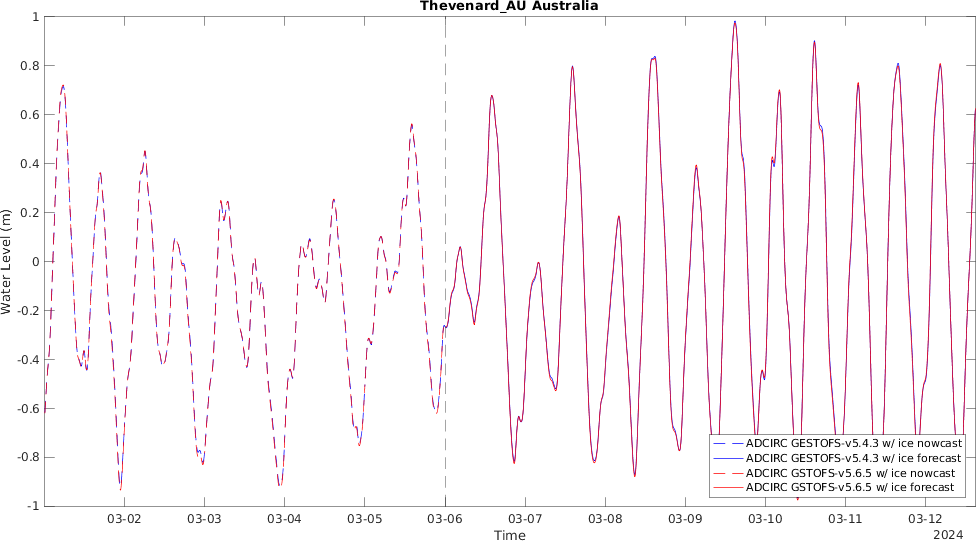 Thevenard_AU Australia
1
0.8
0.6
0.4
0.2
0
-0.2
-0.4
-0.6
-0.8
-1
Water Level (m)
ADCIRC GESTOFS-v5.4.3 w/ ice nowcast
ADCIRC GESTOFS-v5.4.3 w/ ice forecast
ADCIRC GSTOFS-v5.6.5 w/ ice nowcast
ADCIRC GSTOFS-v5.6.5 w/ ice forecast
03-02 03-03 03-04 03-05 03-06 03-07 03-08 03-09 03-10 03-11 03-12
Time
2024